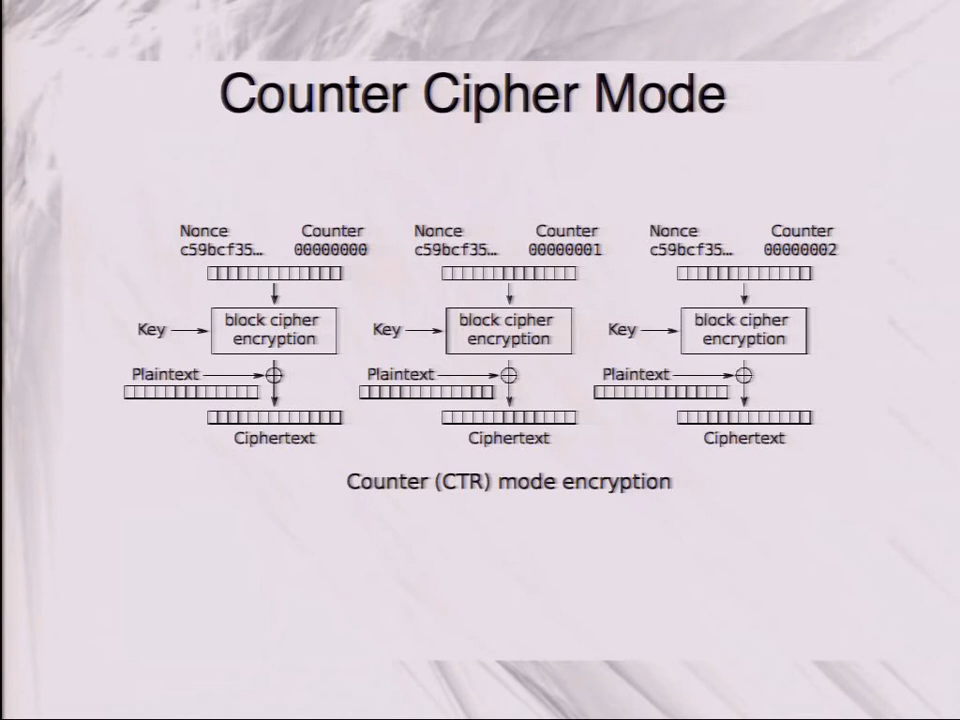 Counter Cipher Mode
Nonce Counter Nonce Counter Nonce Counter
c59bcf35… 00000000 c59bcf35… 00000001 c59bcf35… 00000002
Key block cipher encryption Key block cipher encryption Key block cipher encryption
Plaintext Plaintext Plaintext
Ciphertext Ciphertext Ciphertext
Counter (CTR) mode encryption